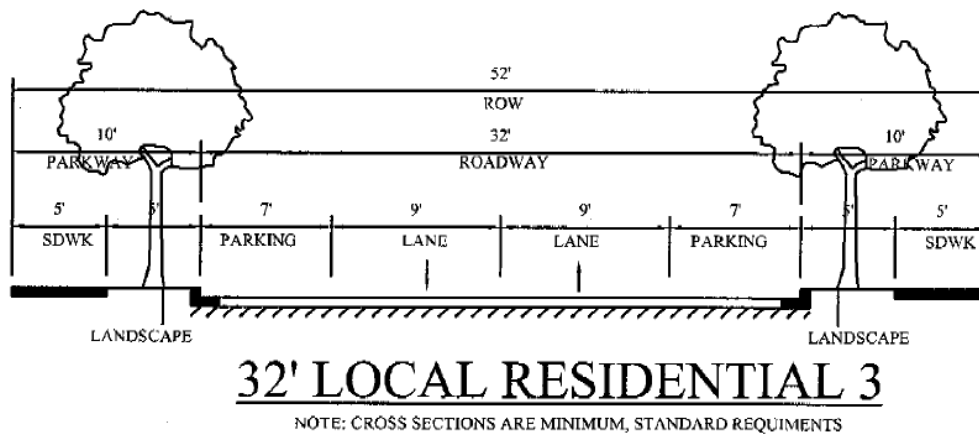 52'
ROW
10' 32' 10'
PARKWAY ROADWAY PARKWAY
5' 5' 7' 9' 9' 7' 5' 5'
SDWK PARKING LANE LANE PARKING SDWK
LANDSCAPE LANDSCAPE
32' LOCAL RESIDENTIAL 3
NOTE: CROSS SECTIONS ARE MINIMUM, STANDARD REQUIMENTS